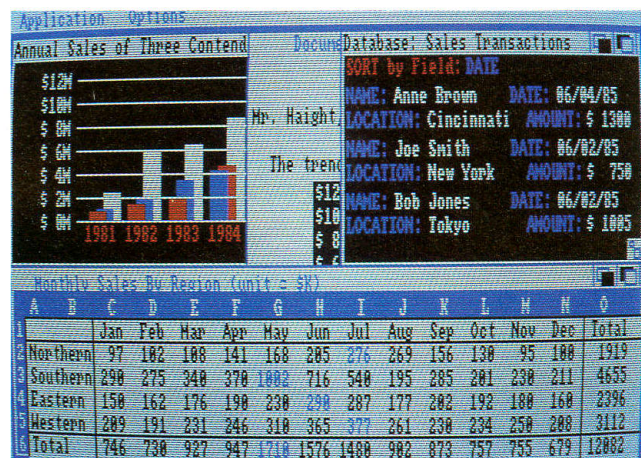 Application Options
Annual Sales of Three Contend
$12M
$10M
$ 8M
$ 6M
$ 4M
$ 2M
$ 0M
1981 1982 1983 1984
Docume
Mr. Haight,
The trend
$12
$10
$ 8
$ 6
Database: Sales Transactions
SORT by Field: DATE
NAME: Anne Brown DATE: 06/04/85
LOCATION: Cincinnati AMOUNT: $ 1300
NAME: Joe Smith DATE: 06/02/85
LOCATION: New York AMOUNT: $ 750
NAME: Bob Jones DATE: 06/02/85
LOCATION: Tokyo AMOUNT: $ 1005
Monthly Sales By Region (unit = $K)
A B C D E F G H I J K L M N O
1 Jan Feb Mar Apr May Jun Jul Aug Sep Oct Nov Dec Total
2 Northern 97 102 180 141 168 205 276 269 156 130 95 100 1919
3 Southern 290 275 340 370 1002 716 540 195 285 201 230 211 4655
4 Eastern 150 162 176 190 230 290 287 177 202 192 180 160 2396
5 Western 209 191 231 246 310 365 377 261 230 234 250 208 3112
6 Total 746 730 927 947 1710 1576 1480 902 873 757 755 679 12082